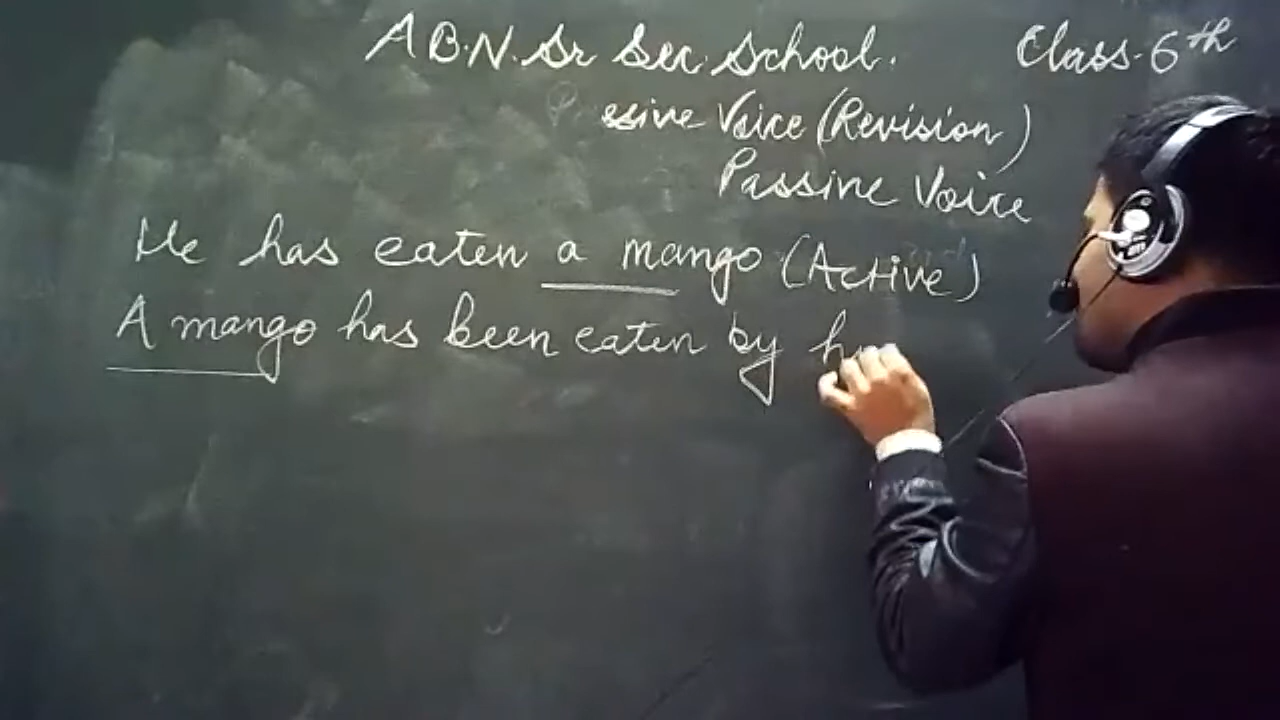 A B.N. Sr Sec School.
Class-6th
Voice (Revision)
Passive Voice
He has eaten a mango (Active)
A mango has been eaten by